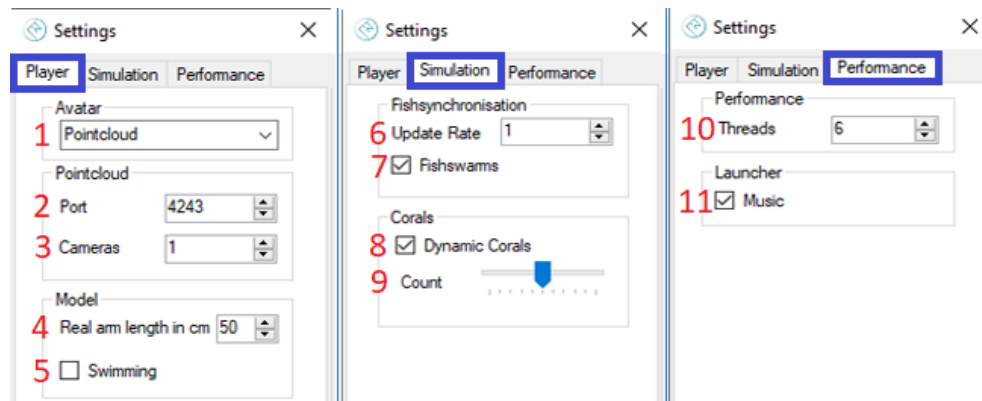 Settings
Player Simulation Performance
Avatar
1 Pointcloud
Pointcloud
2 Port 4243
3 Cameras 1
Model
4 Real arm length in cm 50
5 Swimming
Settings
Player Simulation Performance
Fishsynchronisation
6 Update Rate 1
7 Fishswarms
Corals
8 Dynamic Corals
9 Count
Settings
Player Simulation Performance
Performance
10 Threads 6
Launcher
11 Music